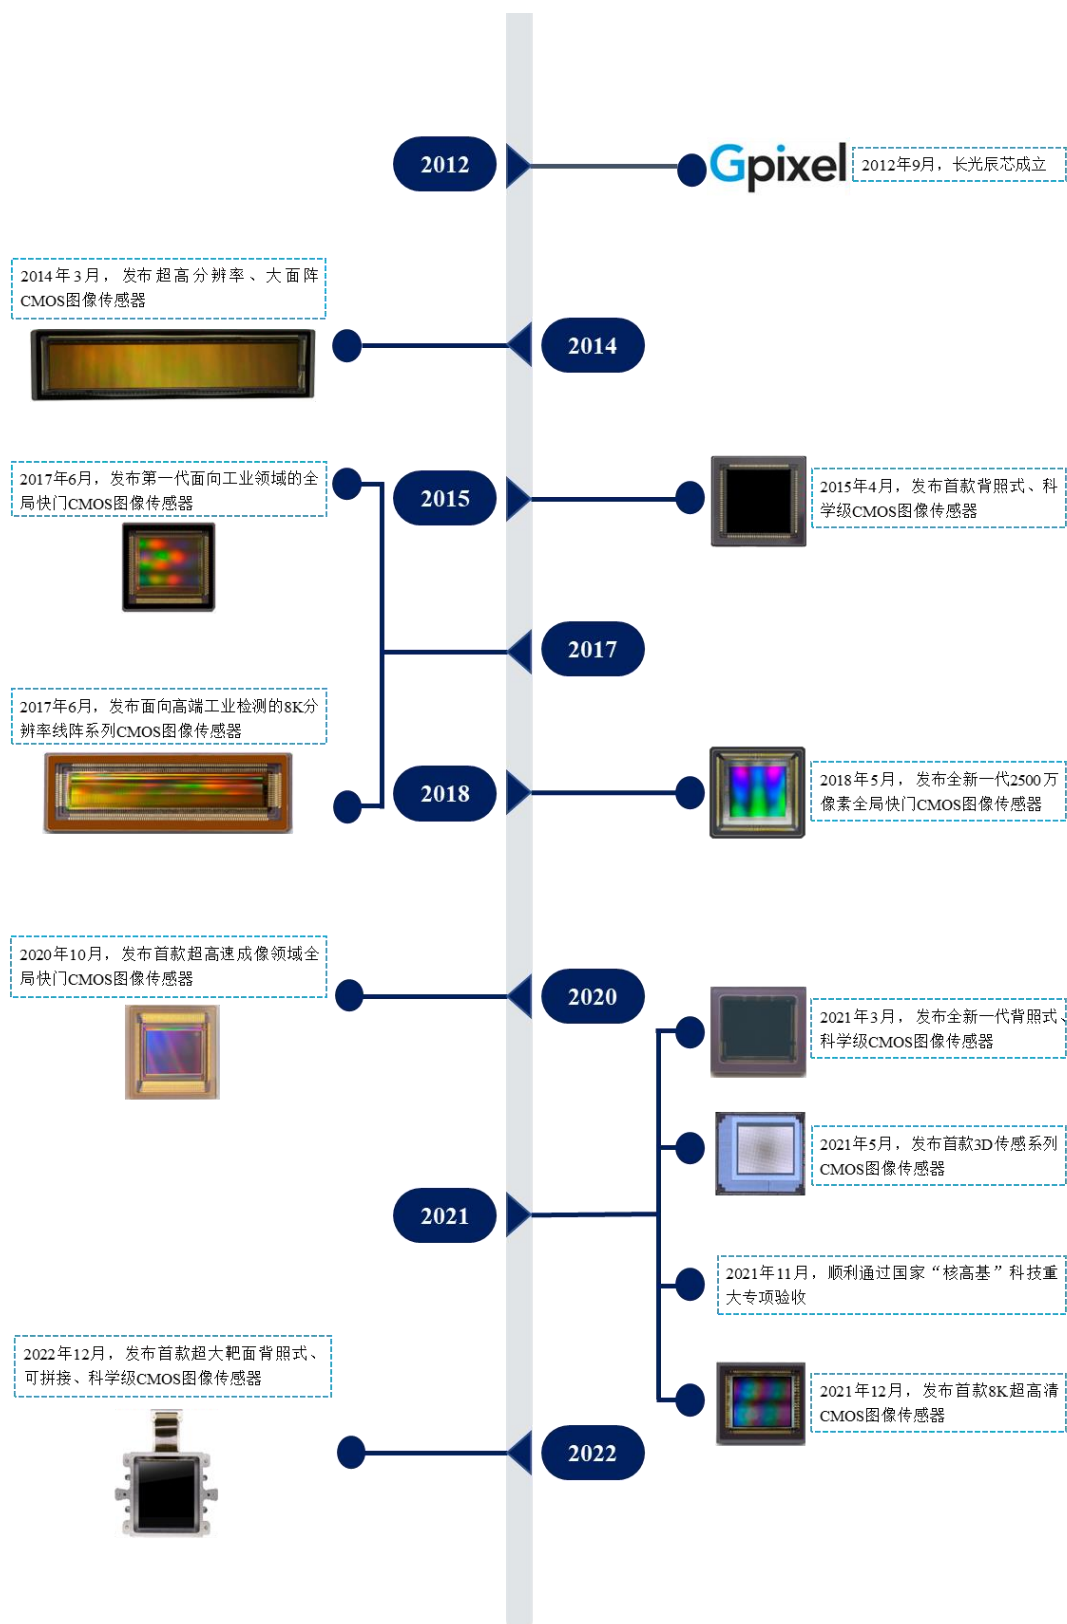 2012
Gpixel
2012年9月，长光辰芯成立
2014年3月，发布超高分辨率、大面阵
CMOS图像传感器
2014
2017年6月，发布第一代面向工业领域的全
局快门CMOS图像传感器
2015
2015年4月，发布首款背照式、科
学级CMOS图像传感器
2017
2017年6月，发布面向高端工业检测的8K分
辨率线阵系列CMOS图像传感器
2018
2018年5月，发布全新一代2500万
像素全局快门CMOS图像传感器
2020年10月，发布首款超高速成像领域全
局快门CMOS图像传感器
2020
2021年3月，发布全新一代背照式、
科学级CMOS图像传感器
2021年5月，发布首款3D传感系列
CMOS图像传感器
2021
2021年11月，顺利通过国家“核高基”科技重
大专项验收
2022年12月，发布首款超大靶面背照式、
可拼接、科学级CMOS图像传感器
2021年12月，发布首款8K超高清
CMOS图像传感器
2022